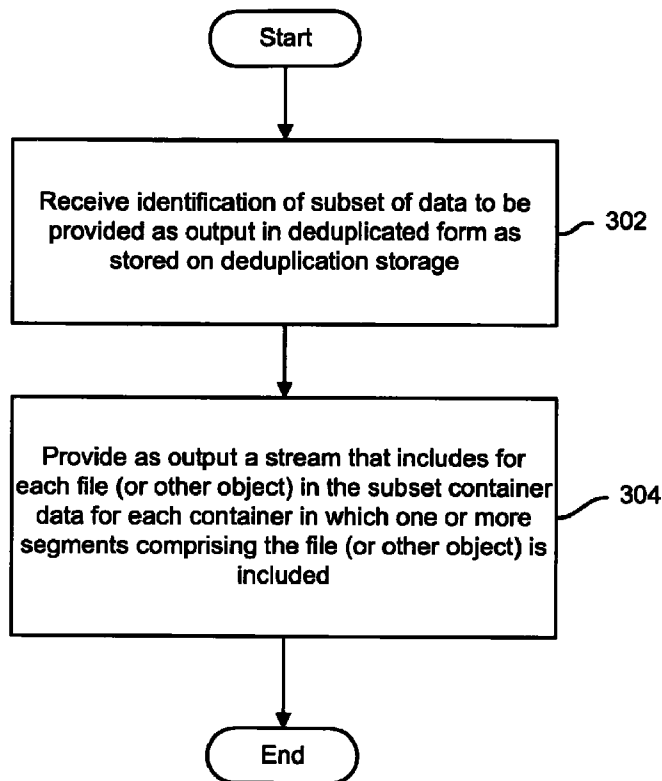 Start
Receive identification of subset of data to be
provided as output in deduplicated form as
stored on deduplication storage
302
Provide as output a stream that includes for
each file (or other object) in the subset container
data for each container in which one or more
segments comprising the file (or other object) is
included
304
End